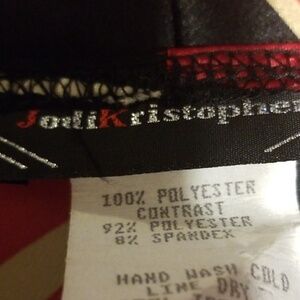 JodiKristopher
100% POLYESTER
CONTRAST
92% POLYESTER
8% SPANDEX
HAND WASH COLD
LINE DRY